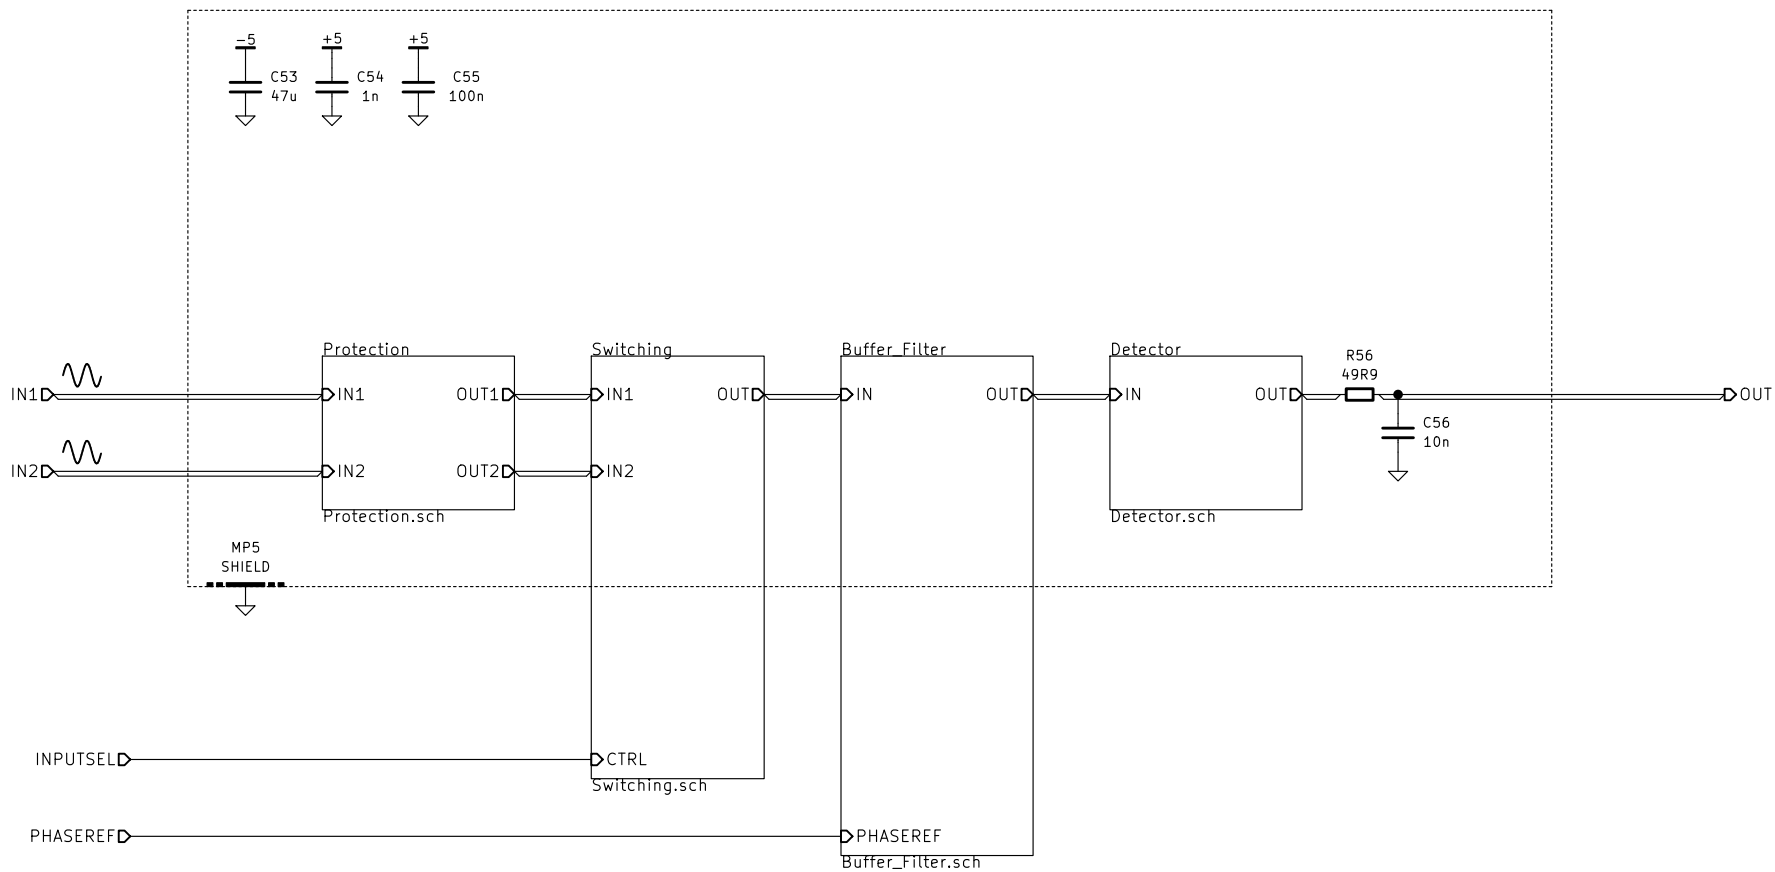 -5
+5
+5
C53
47u
C54
1n
C55
100n
Protection
Switching
Buffer_Filter
Detector
R56
49R9
IN1
IN1
OUT1
IN1
OUT
IN
OUT
IN
OUT
OUT
C56
10n
IN2
IN2
OUT2
IN2
Protection.sch
Detector.sch
MP5
SHIELD
INPUTSEL
CTRL
Switching.sch
PHASEREF
PHASEREF
Buffer_Filter.sch